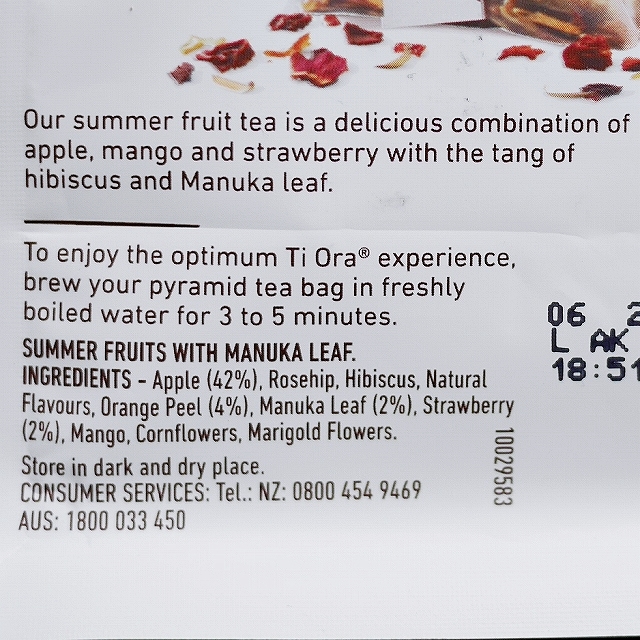 Our summer fruit tea is a delicious combination of
apple, mango and strawberry with the tang of
hibiscus and Manuka leaf.
To enjoy the optimum Ti Ora® experience,
brew your pyramid tea bag in freshly
boiled water for 3 to 5 minutes.
06 2
L AK
18:51
SUMMER FRUITS WITH MANUKA LEAF.
INGREDIENTS - Apple (42%), Rosehip, Hibiscus, Natural
Flavours, Orange Peel (4%), Manuka Leaf (2%), Strawberry
(2%), Mango, Cornflowers, Marigold Flowers.
10029583
Store in dark and dry place.
CONSUMER SERVICES: Tel.: NZ: 0800 454 9469
AUS: 1800 033 450